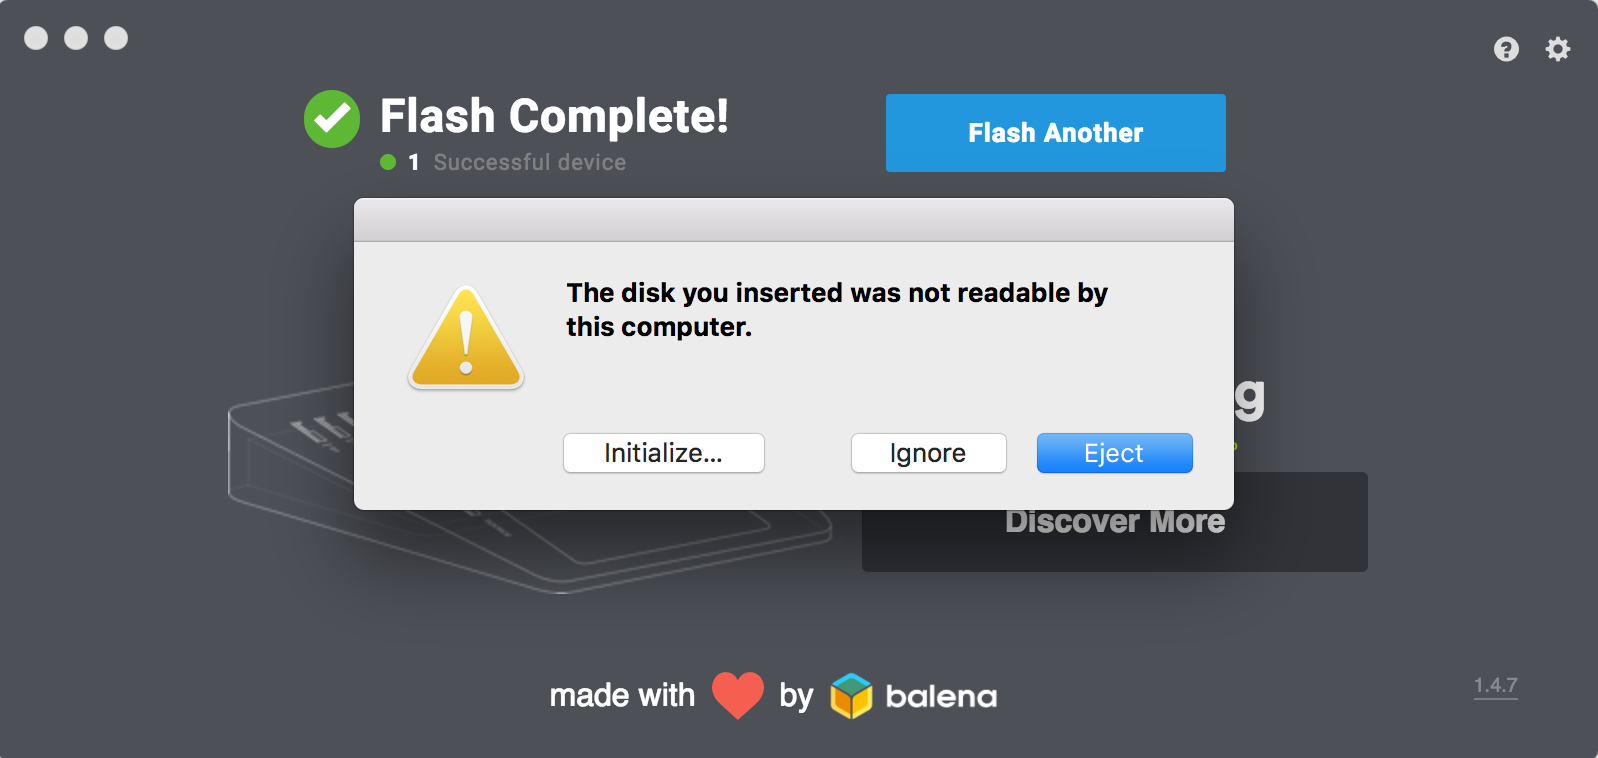 Flash Complete!
1 Successful device
Flash Another
The disk you inserted was not readable by
this computer.
Initialize...
Ignore
Eject
Discover More
made with by balena
1.4.7